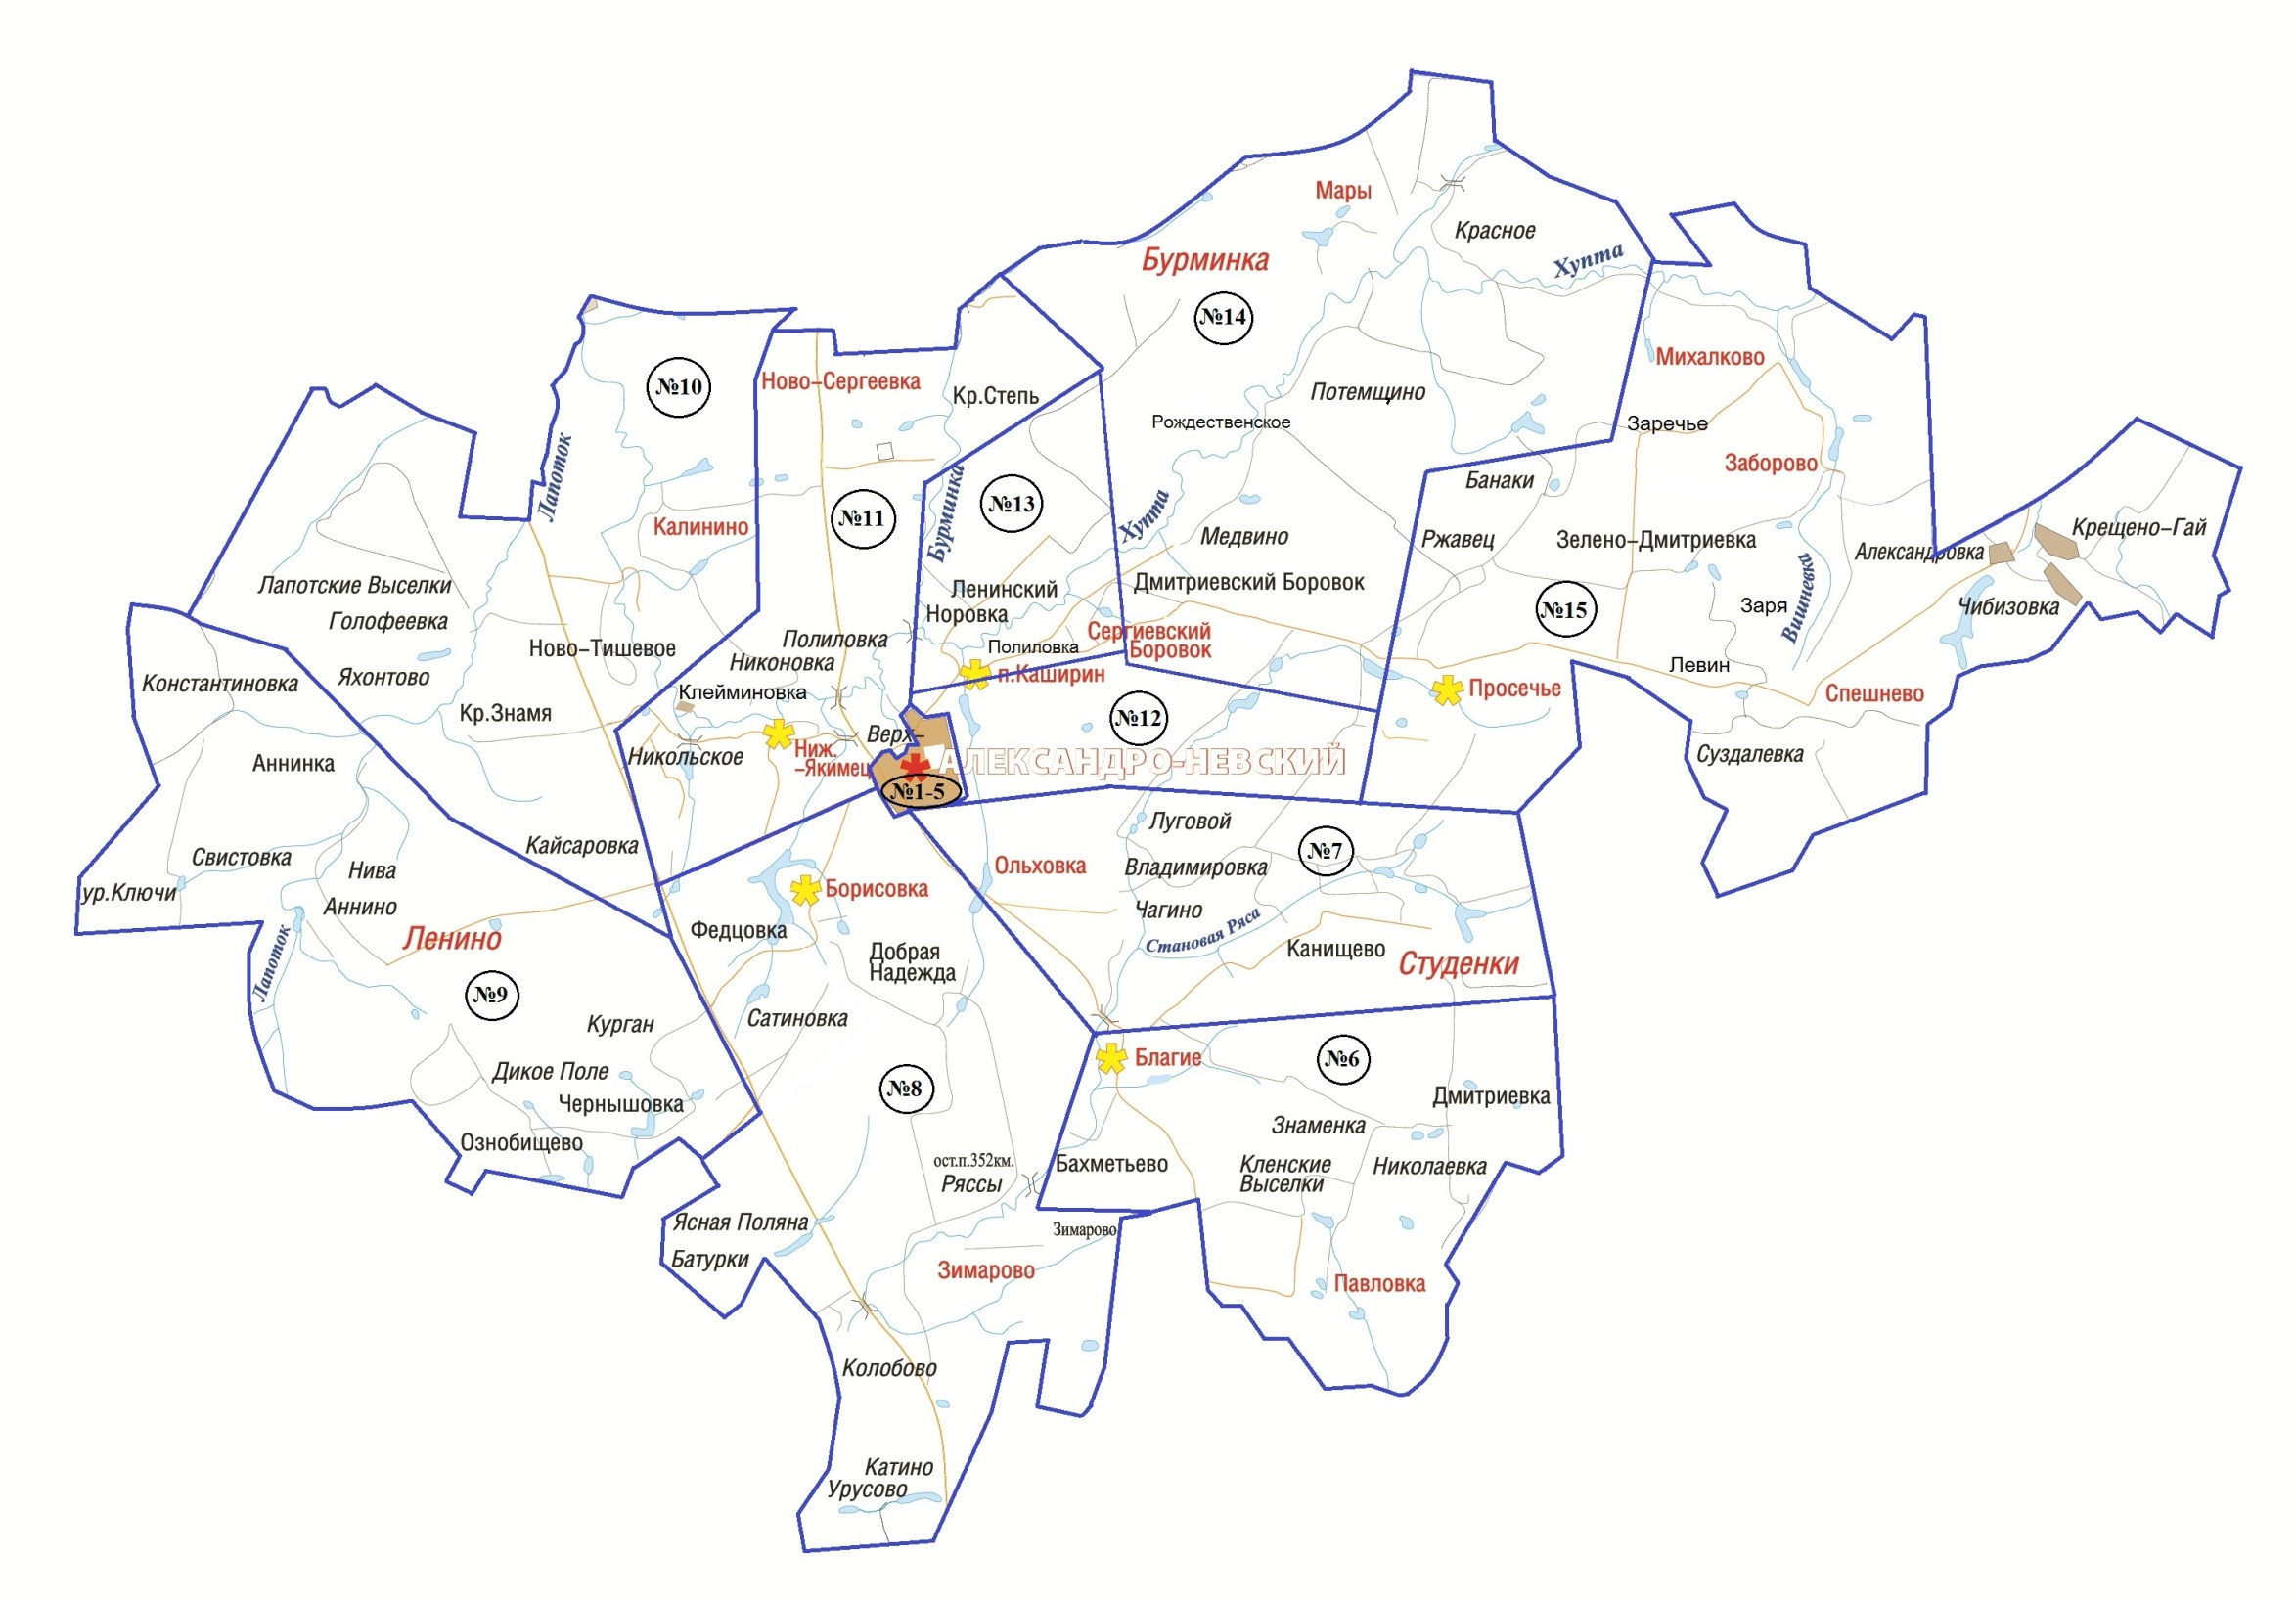 Мары
Красное
Бурминка
Хупта
№14
Михалково
№10
Ново-Сергеевка
Кр.Степь
Потемщино
Рождественское
Заречье
Заборово
Лапоток
Калинино
№11
Бурминка
№13
Хупта
Медвино
Банаки
Ржавец
Зелено-Дмитриевка
Александровка
Крещено-Гай
Лапотские Выселки
Голофеевка
Ленинский
Норовка
Дмитриевский Боровок
№15
Заря
Вишневка
Чибизовка
Ново-Тишевое
Полиловка
Никоновка
Полиловка
Сергиевский
Боровок
Левин
Константиновка
Яхонтово
Клейминовка
п.Каширин
Просечье
Спешнево
Кр.Знамя
№12
Никольское
Ниж.
-Якимец
Верх-
АЛЕКСАНДРО-НЕВСКИЙ
Суздалевка
Аннинка
№1-5
Кайсаровка
Луговой
Свистовка
Нива
Ольховка
Владимировка
№7
ур.Ключи
Аннино
Борисовка
Чагино
Ленино
Федцовка
Становая Ряса
Лапоток
Добрая
Надежда
Канищево
Студенки
№9
Курган
Сатиновка
Дикое Поле
№8
Благие
№6
Чернышовка
Дмитриевка
Ознобищево
Знаменка
ост.п.352км.
Ряссы
Бахметьево
Кленские
Выселки
Николаевка
Ясная Поляна
Зимарово
Батурки
Зимарово
Павловка
Колобово
Катино
Урусово